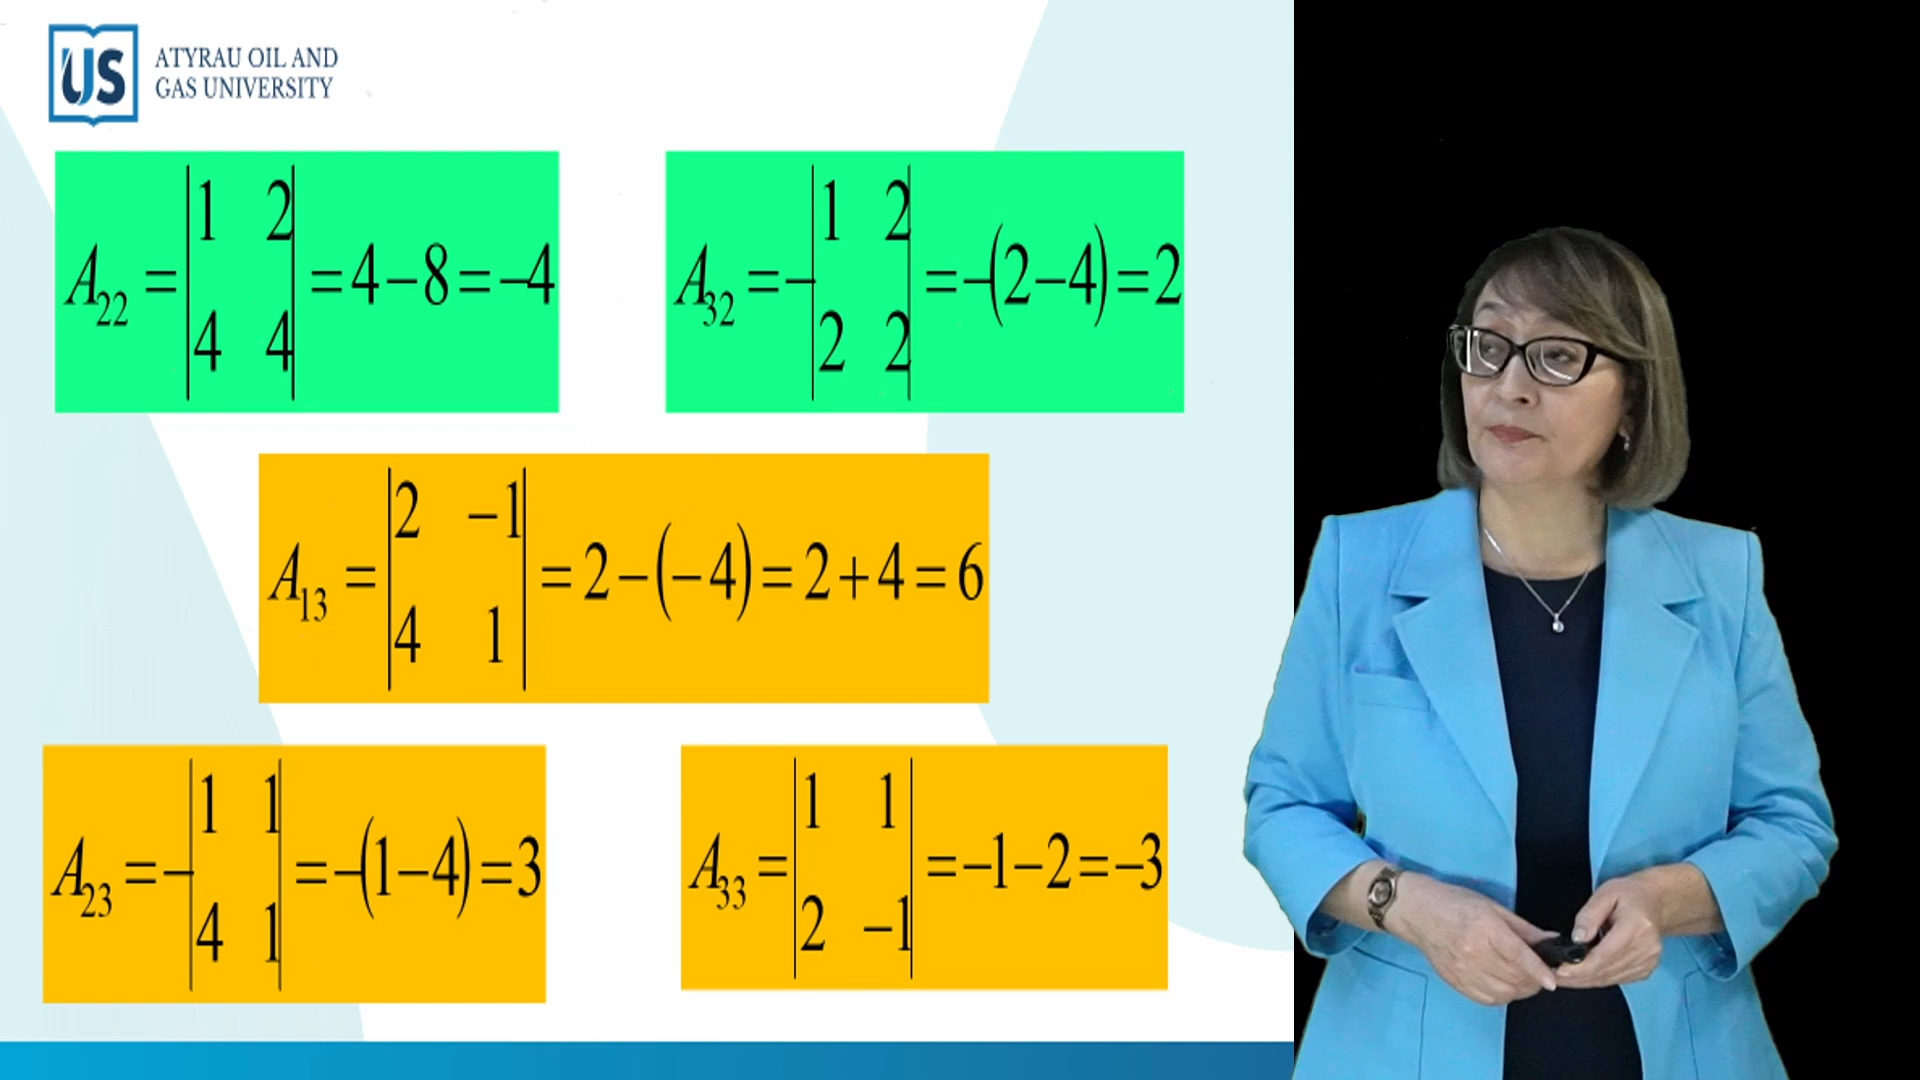 US
ATYRAU OIL AND
GAS UNIVERSITY
A₂₂ = |1 2; 4 4| = 4 − 8 = −4
A₃₂ = −|1 2; 2 2| = −(2 − 4) = 2
A₁₃ = |2 −1; 4 1| = 2 − (−4) = 2 + 4 = 6
A₂₃ = −|1 1; 4 1| = −(1 − 4) = 3
A₃₃ = |1 1; 2 −1| = −1 − 2 = −3